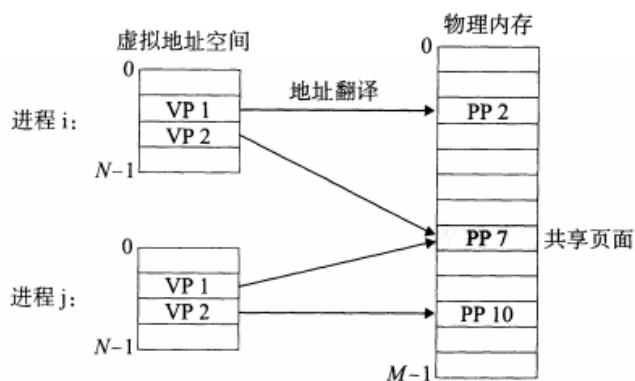 虚拟地址空间
物理内存
0
0
地址翻译
进程 i:
VP 1
PP 2
VP 2
N-1
0
PP 7
共享页面
进程 j:
VP 1
VP 2
PP 10
N-1
M-1